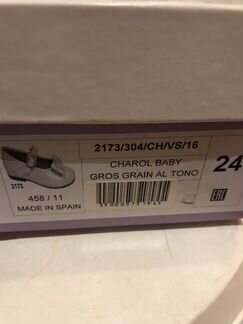 2173/304/CH/VS/16
CHAROL BABY
GROS GRAIN AL TONO
24
2173
458 / 11
MADE IN SPAIN
EAC